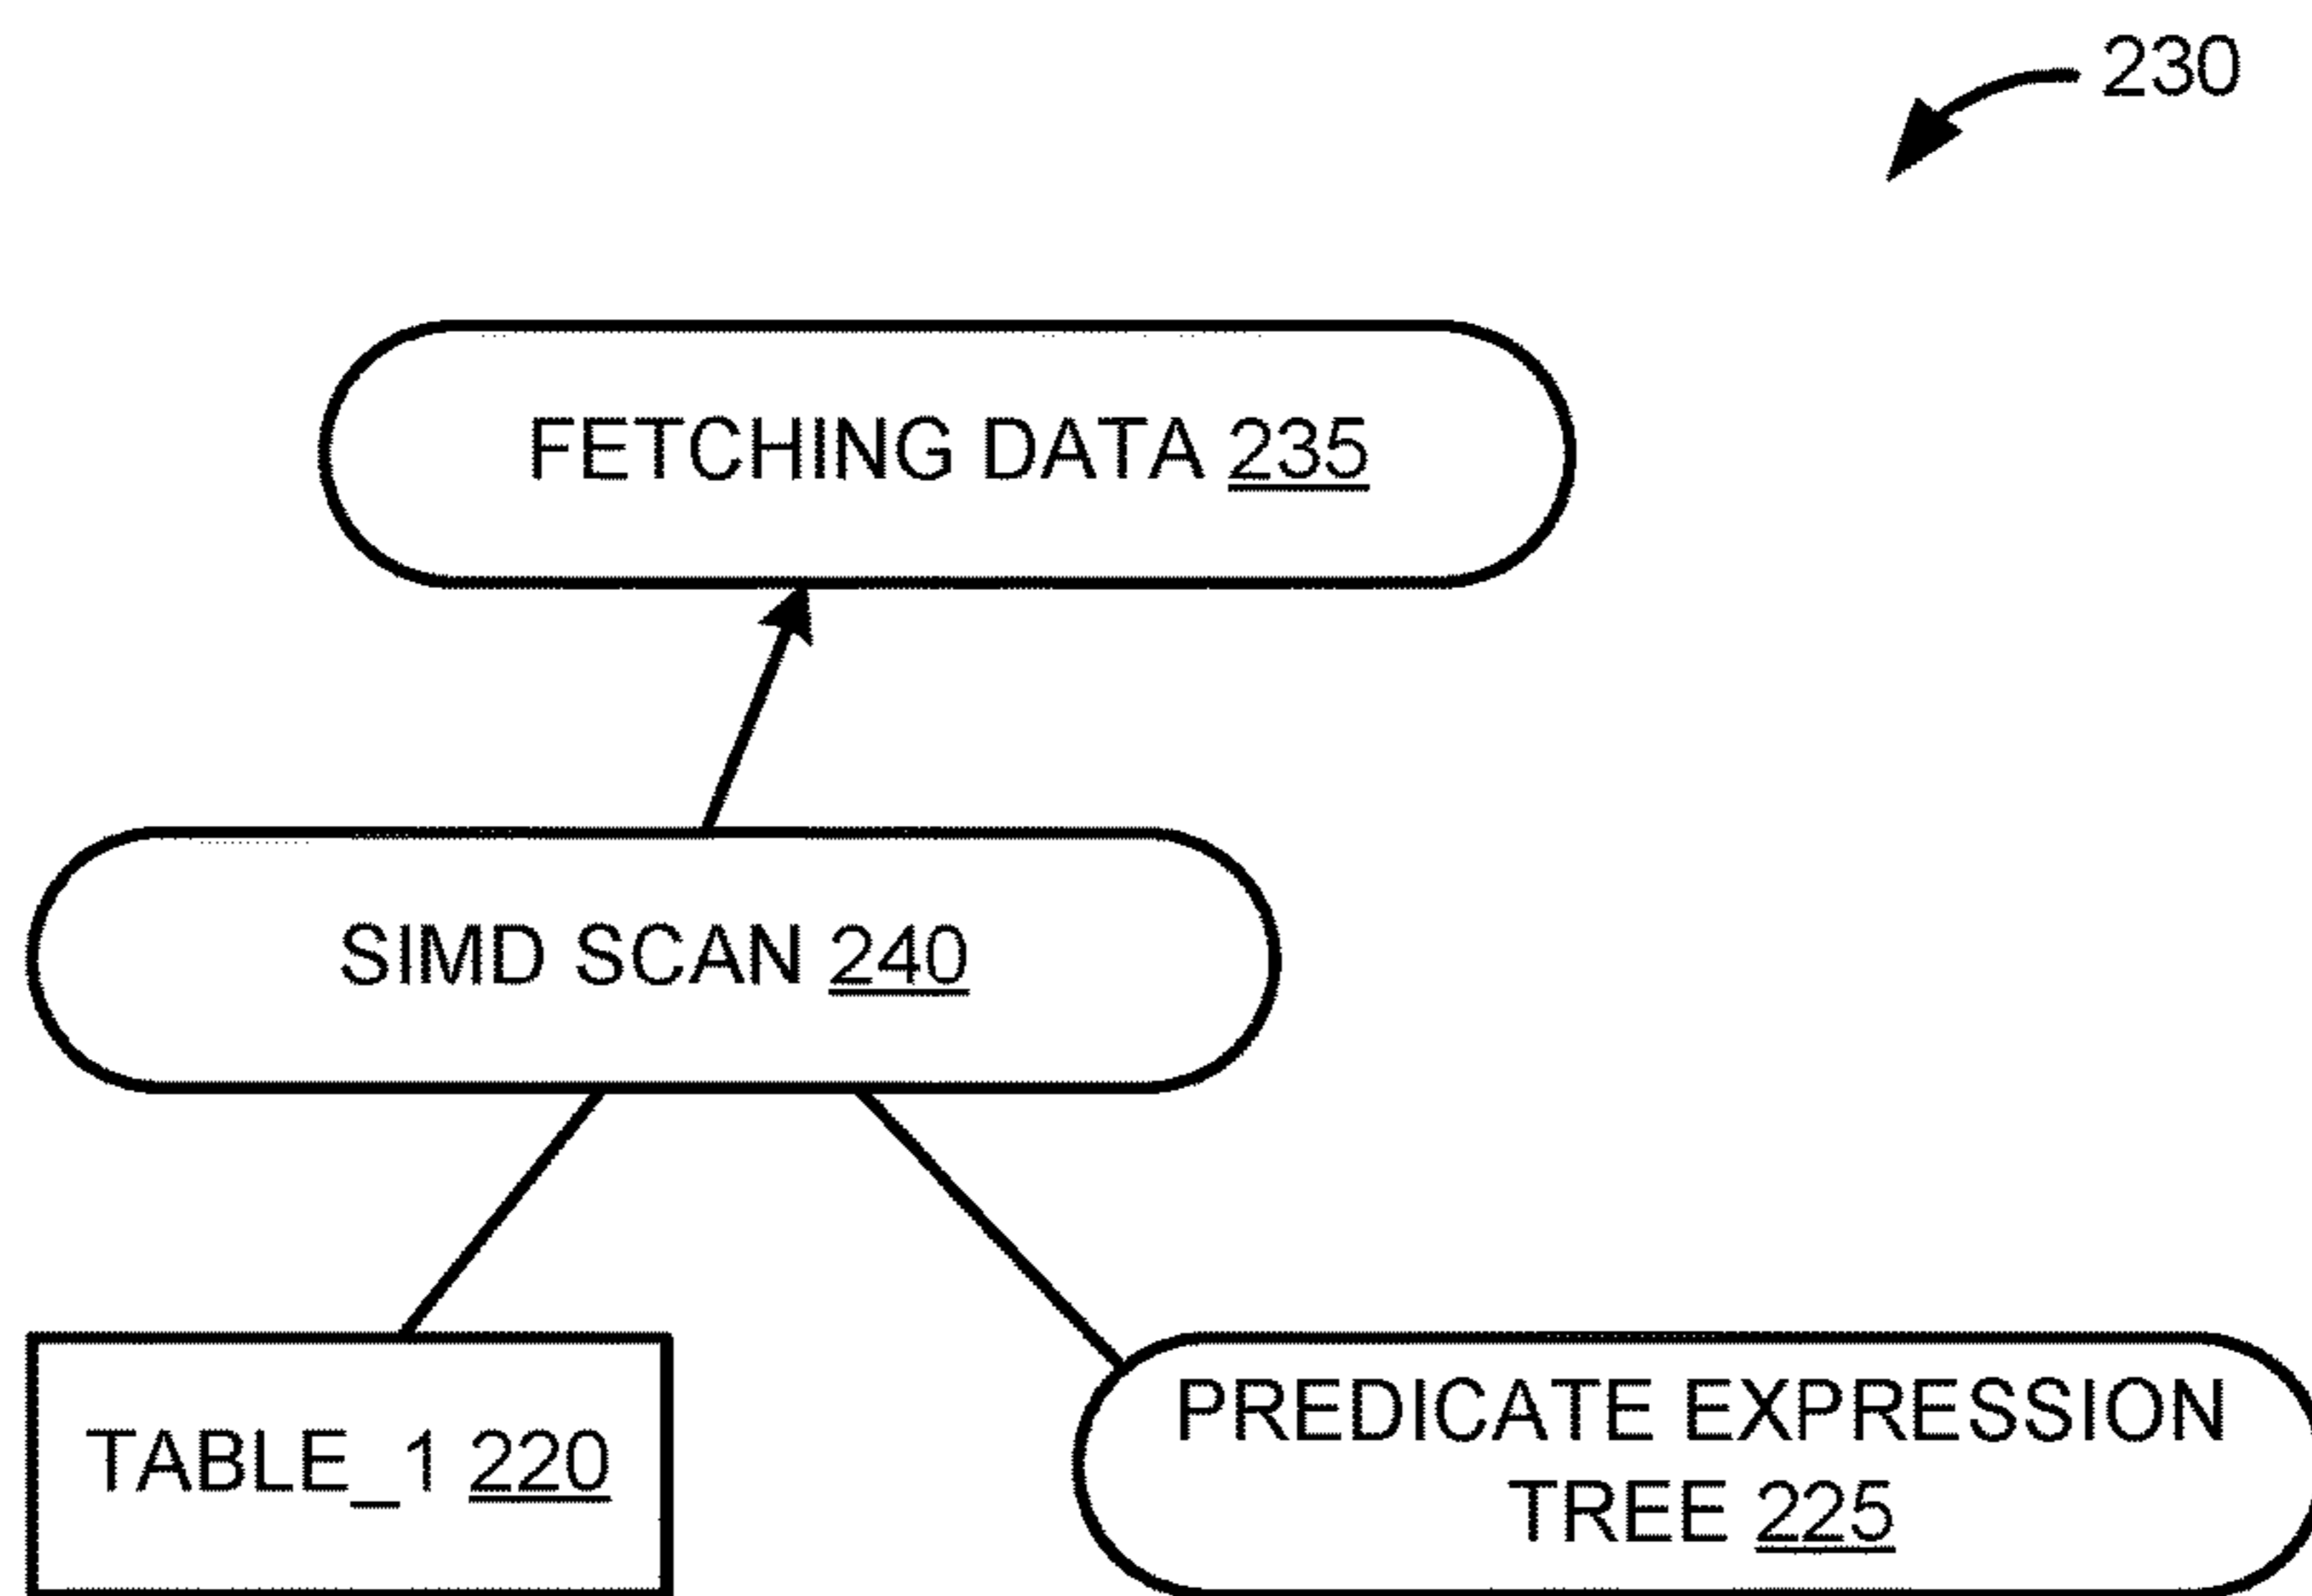 230
FETCHING DATA 235
SIMD SCAN 240
TABLE_1 220
PREDICATE EXPRESSION
TREE 225